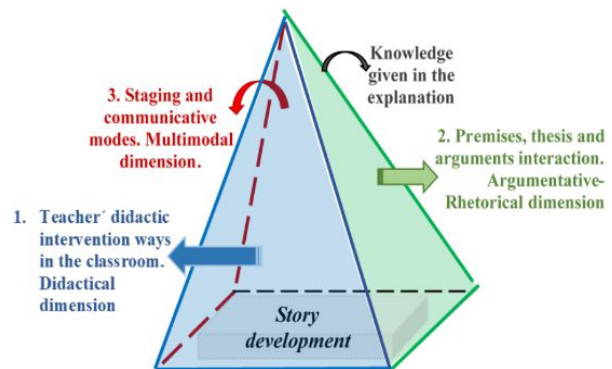 Knowledge
given in the
explanation
3. Staging and
communicative
modes. Multimodal
dimension.
2. Premises, thesis and
arguments interaction.
Argumentative-
Rhetorical dimension
1. Teacher´ didactic
intervention ways
in the classroom.
Didactical
dimension
Story
development